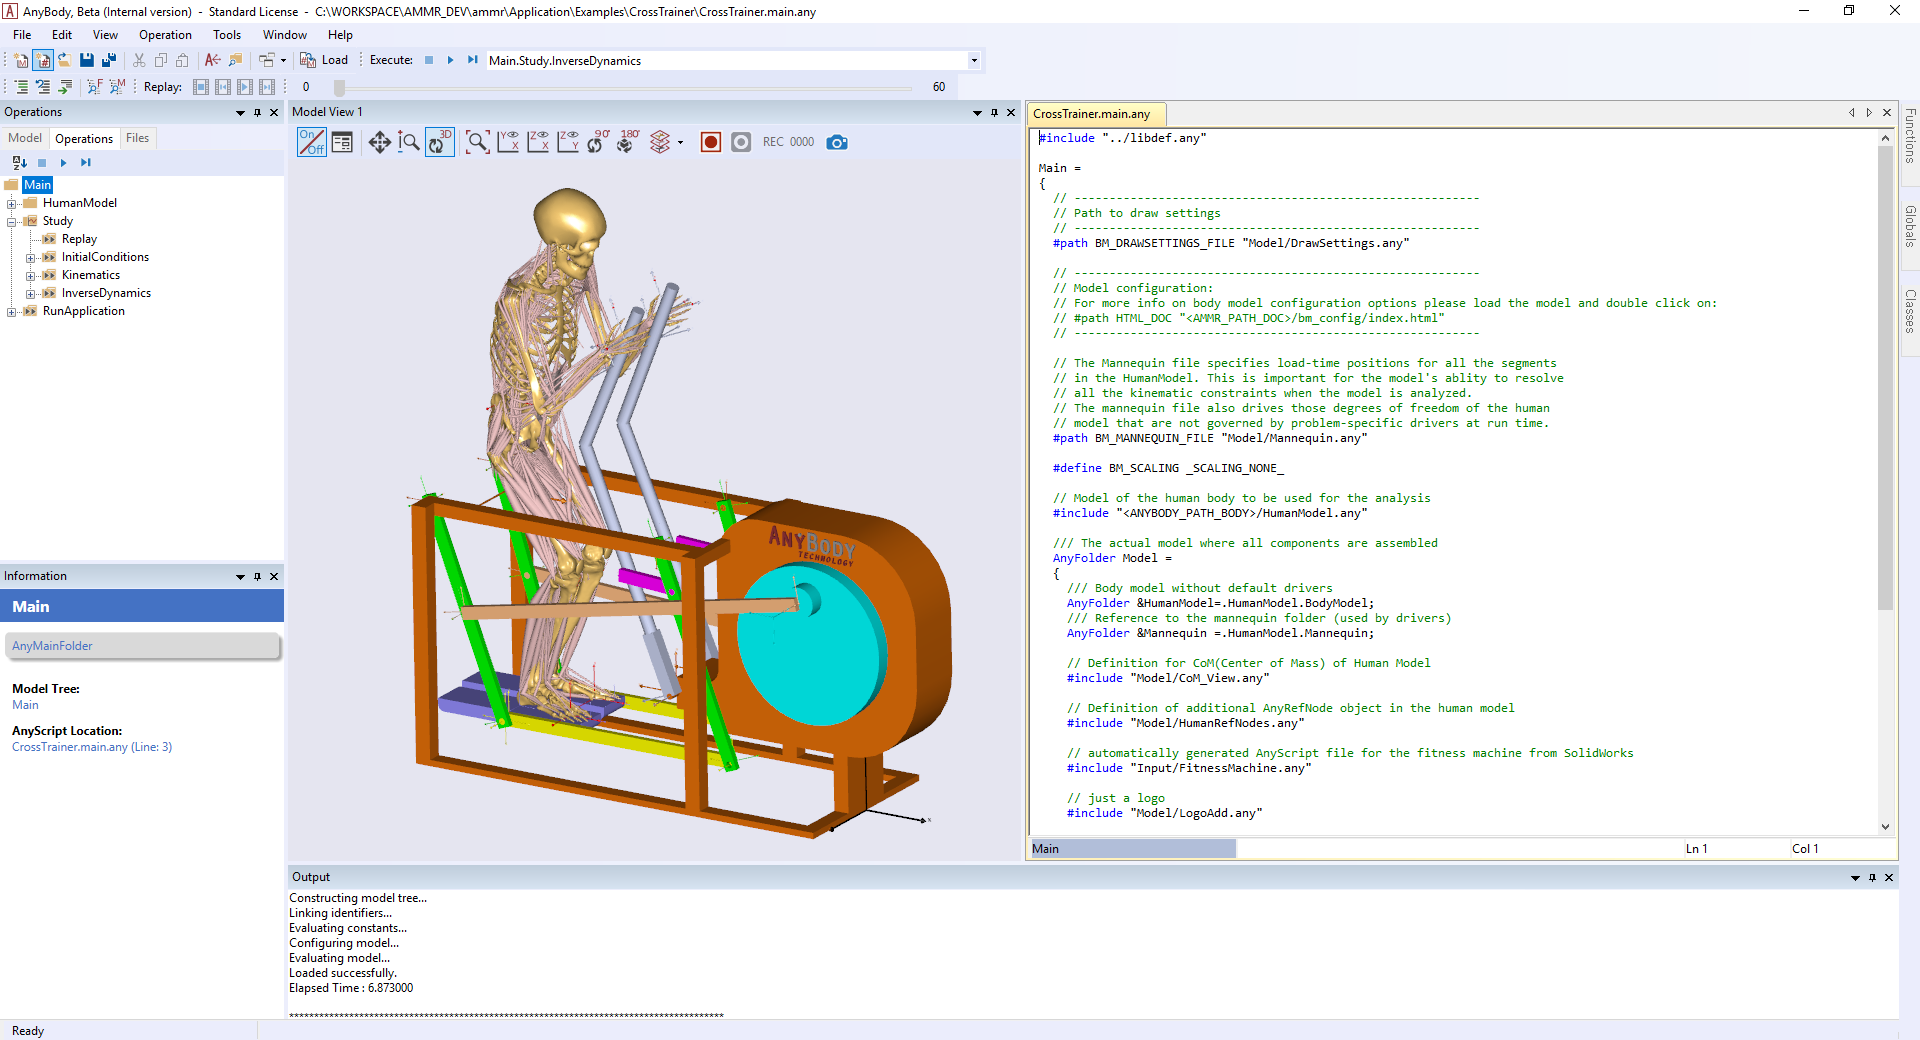 AnyBody, Beta (Internal version) - Standard License - C:\WORKSPACE\AMMR_DEV\ammr\Application\Examples\CrossTrainer\CrossTrainer.main.any
File Edit View Operation Tools Window Help
Load Execute: Main.Study.InverseDynamics
Replay: 0 60
Operations
Model Operations Files
Main
HumanModel
Study
Replay
InitialConditions
Kinematics
InverseDynamics
RunApplication
Information
Main
AnyMainFolder
Model Tree:
Main
AnyScript Location:
CrossTrainer.main.any (Line: 3)
Model View 1
On/Off 3D Y X Z X Z Y 90° 180° REC 0000
ANYBODY
TECHNOLOGY
x
CrossTrainer.main.any
#include "../libdef.any"
Main =
{
// ----------------------------------------------------------
// Path to draw settings
// ----------------------------------------------------------
#path BM_DRAWSETTINGS_FILE "Model/DrawSettings.any"
// ----------------------------------------------------------
// Model configuration:
// For more info on body model configuration options please load the model and double click on:
// #path HTML_DOC "<AMMR_PATH_DOC>/bm_config/index.html"
// ----------------------------------------------------------
// The Mannequin file specifies load-time positions for all the segments
// in the HumanModel. This is important for the model's ablity to resolve
// all the kinematic constraints when the model is analyzed.
// The mannequin file also drives those degrees of freedom of the human
// model that are not governed by problem-specific drivers at run time.
#path BM_MANNEQUIN_FILE "Model/Mannequin.any"
#define BM_SCALING _SCALING_NONE_
// Model of the human body to be used for the analysis
#include "<ANYBODY_PATH_BODY>/HumanModel.any"
/// The actual model where all components are assembled
AnyFolder Model =
{
/// Body model without default drivers
AnyFolder &HumanModel=.HumanModel.BodyModel;
/// Reference to the mannequin folder (used by drivers)
AnyFolder &Mannequin =.HumanModel.Mannequin;
// Definition for CoM(Center of Mass) of Human Model
#include "Model/CoM_View.any"
// Definition of additional AnyRefNode object in the human model
#include "Model/HumanRefNodes.any"
// automatically generated AnyScript file for the fitness machine from SolidWorks
#include "Input/FitnessMachine.any"
// just a logo
#include "Model/LogoAdd.any"
Main Ln 1 Col 1
Functions
Globals
Classes
Output
Constructing model tree...
Linking identifiers...
Evaluating constants...
Configuring model...
Evaluating model...
Loaded successfully.
Elapsed Time : 6.873000
Ready